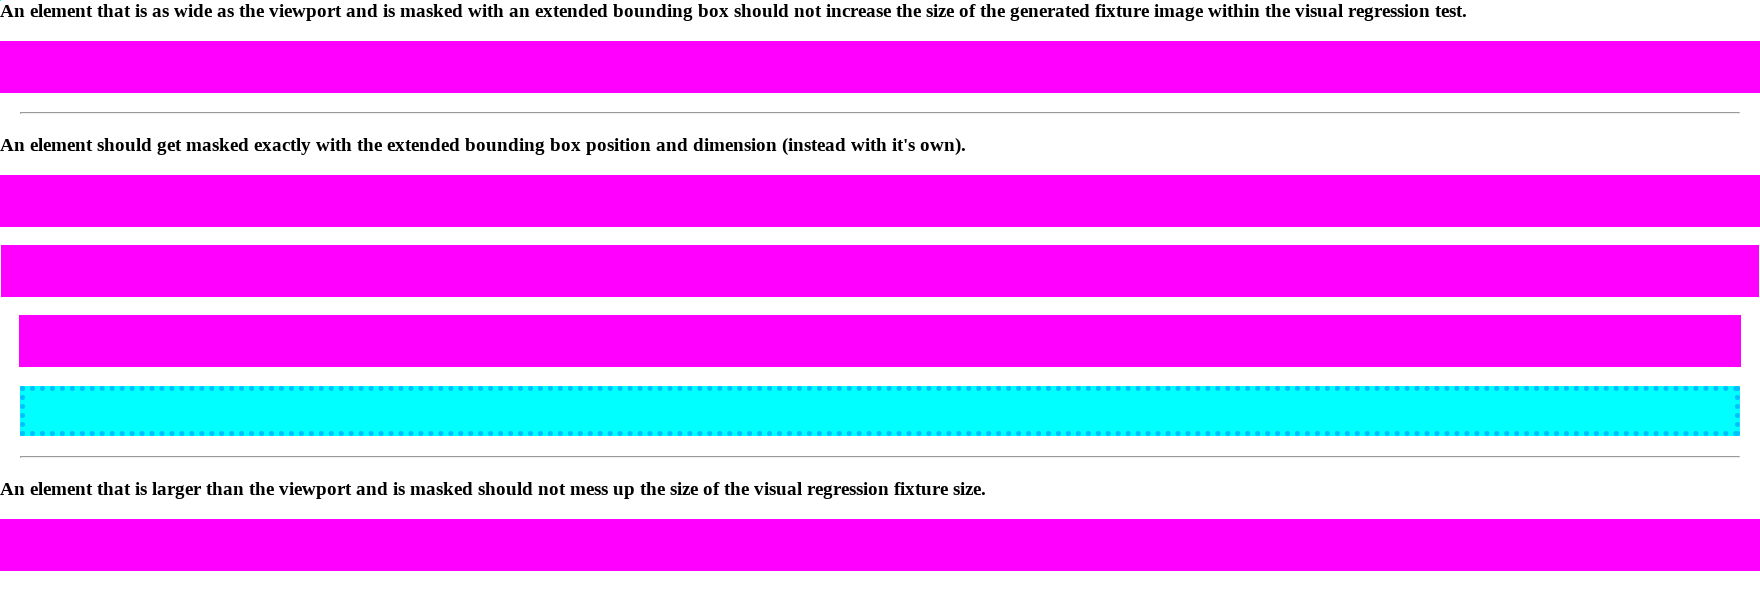 An element that is as wide as the viewport and is masked with an extended bounding box should not increase the size of the generated fixture image within the visual regression test.
An element should get masked exactly with the extended bounding box position and dimension (instead with it's own).
An element that is larger than the viewport and is masked should not mess up the size of the visual regression fixture size.